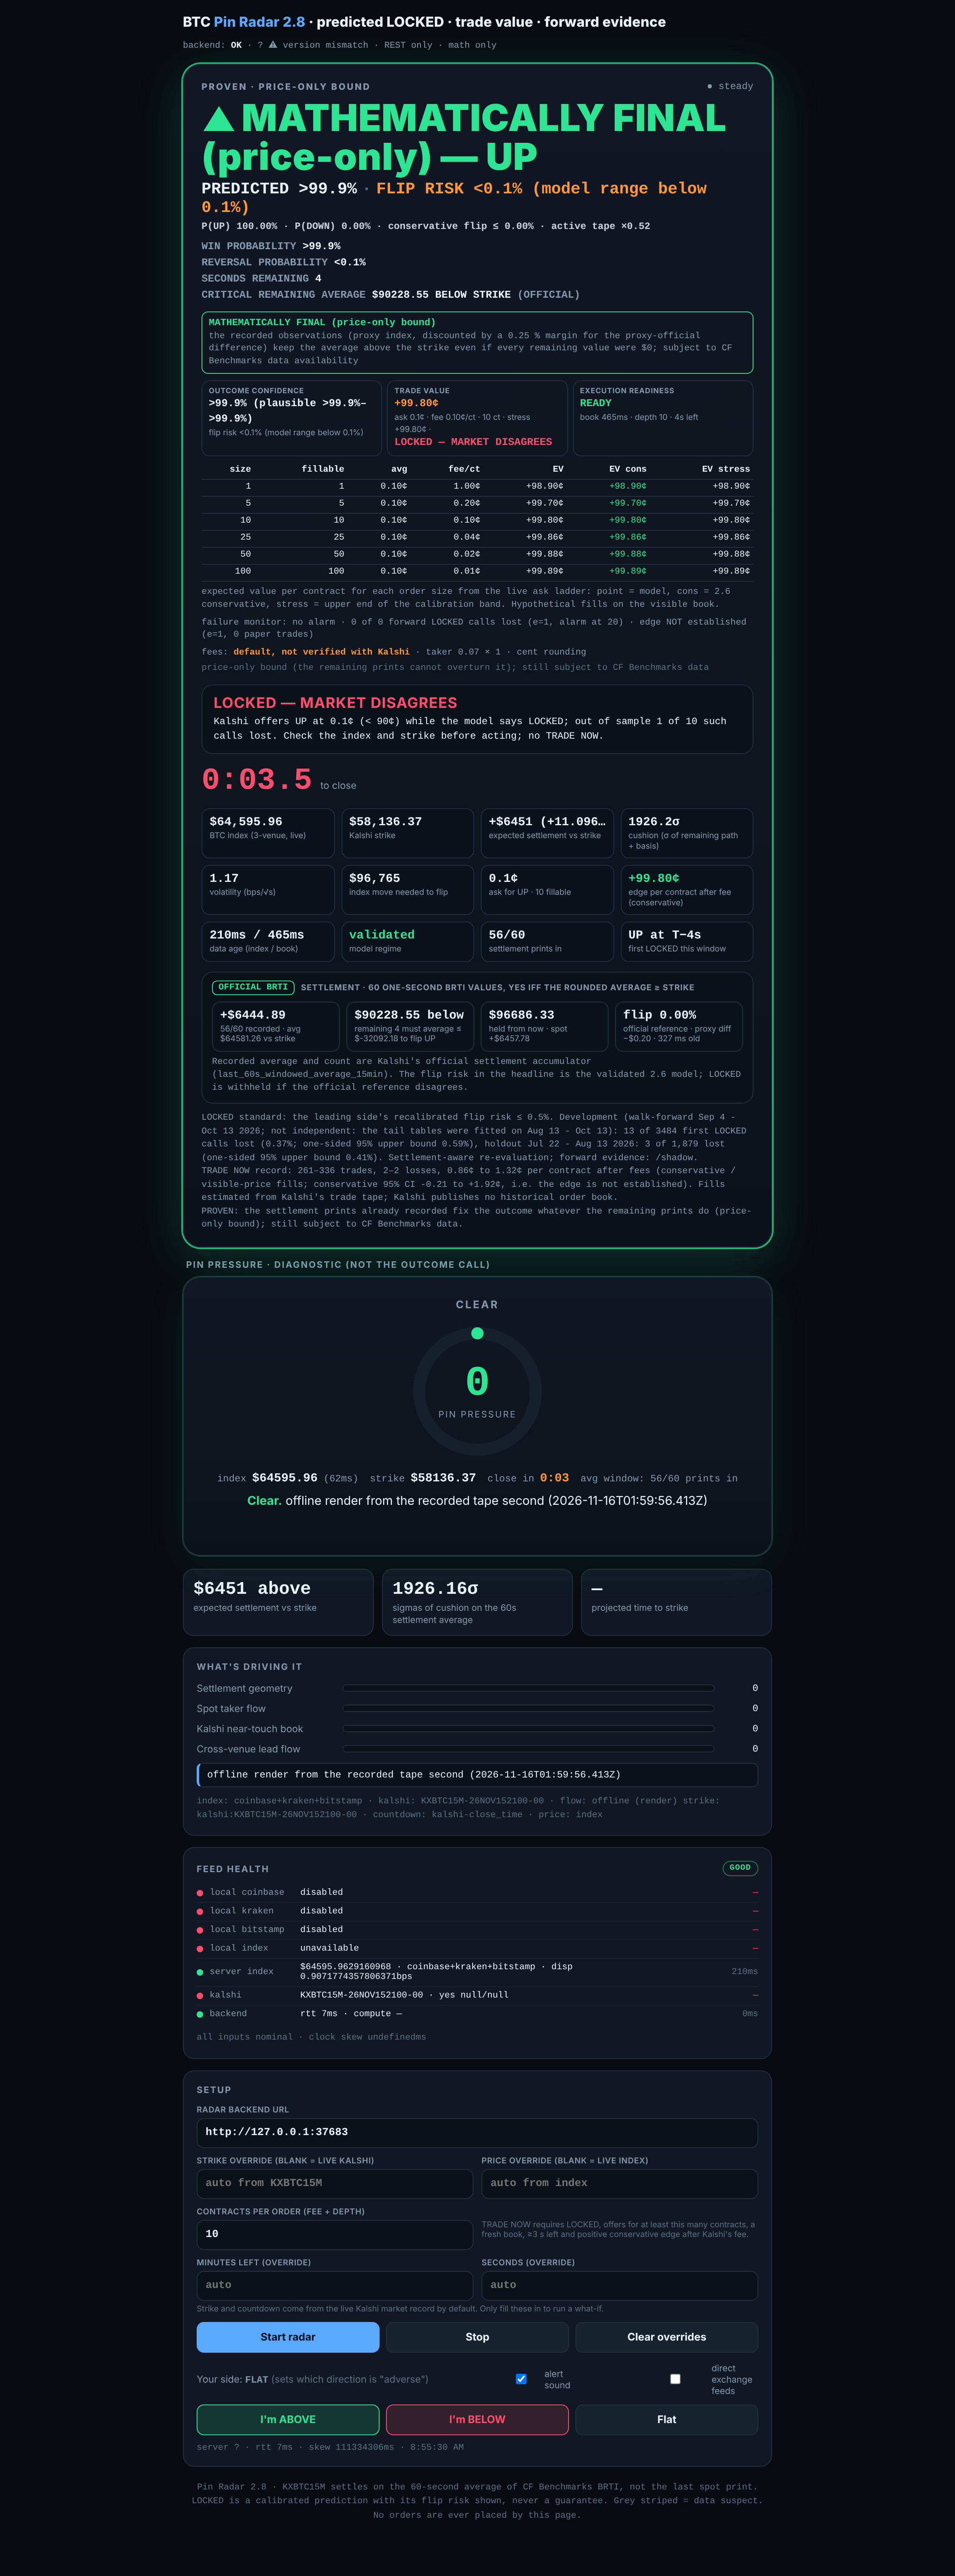 BTC Pin Radar 2.8 · predicted LOCKED · trade value · forward evidence
backend: OK · ? ⚠ version mismatch · REST only · math only
PROVEN · PRICE-ONLY BOUND
● steady
▲ MATHEMATICALLY FINAL
(price-only) — UP
PREDICTED >99.9% · FLIP RISK <0.1% (model range below
0.1%)
P(UP) 100.00% · P(DOWN) 0.00% · conservative flip ≤ 0.00% · active tape ×0.52
WIN PROBABILITY >99.9%
REVERSAL PROBABILITY <0.1%
SECONDS REMAINING 4
CRITICAL REMAINING AVERAGE $90228.55 BELOW STRIKE (OFFICIAL)
MATHEMATICALLY FINAL (price-only bound)
the recorded observations (proxy index, discounted by a 0.25 % margin for the proxy-official
difference) keep the average above the strike even if every remaining value were $0; subject to CF
Benchmarks data availability
OUTCOME CONFIDENCE
>99.9% (plausible >99.9%–
>99.9%)
flip risk <0.1% (model range below 0.1%)
TRADE VALUE
+99.80¢
ask 0.1¢ · fee 0.10¢/ct · 10 ct · stress
+99.80¢ ·
LOCKED — MARKET DISAGREES
EXECUTION READINESS
READY
book 465ms · depth 10 · 4s left
size fillable avg fee/ct EV EV cons EV stress
1 1 0.10¢ 1.00¢ +98.90¢ +98.90¢ +98.90¢
5 5 0.10¢ 0.20¢ +99.70¢ +99.70¢ +99.70¢
10 10 0.10¢ 0.10¢ +99.80¢ +99.80¢ +99.80¢
25 25 0.10¢ 0.04¢ +99.86¢ +99.86¢ +99.86¢
50 50 0.10¢ 0.02¢ +99.88¢ +99.88¢ +99.88¢
100 100 0.10¢ 0.01¢ +99.89¢ +99.89¢ +99.89¢
expected value per contract for each order size from the live ask ladder: point = model, cons = 2.6
conservative, stress = upper end of the calibration band. Hypothetical fills on the visible book.
failure monitor: no alarm · 0 of 0 forward LOCKED calls lost (e=1, alarm at 20) · edge NOT established
(e=1, 0 paper trades)
fees: default, not verified with Kalshi · taker 0.07 × 1 · cent rounding
price-only bound (the remaining prints cannot overturn it); still subject to CF Benchmarks data
LOCKED — MARKET DISAGREES
Kalshi offers UP at 0.1¢ (< 90¢) while the model says LOCKED; out of sample 1 of 10 such
calls lost. Check the index and strike before acting; no TRADE NOW.
0:03.5 to close
$64,595.96
BTC index (3-venue, live)
$58,136.37
Kalshi strike
+$6451 (+11.096…
expected settlement vs strike
1926.2σ
cushion (σ of remaining path
+ basis)
1.17
volatility (bps/√s)
$96,765
index move needed to flip
0.1¢
ask for UP · 10 fillable
+99.80¢
edge per contract after fee
(conservative)
210ms / 465ms
data age (index / book)
validated
model regime
56/60
settlement prints in
UP at T−4s
first LOCKED this window
OFFICIAL BRTI SETTLEMENT · 60 ONE-SECOND BRTI VALUES, YES IFF THE ROUNDED AVERAGE ≥ STRIKE
+$6444.89
56/60 recorded · avg
$64581.26 vs strike
$90228.55 below
remaining 4 must average ≤
$-32092.18 to flip UP
$96686.33
held from now · spot
+$6457.78
flip 0.00%
official reference · proxy diff
−$0.20 · 327 ms old
Recorded average and count are Kalshi's official settlement accumulator
(last_60s_windowed_average_15min). The flip risk in the headline is the validated 2.6 model; LOCKED
is withheld if the official reference disagrees.
LOCKED standard: the leading side's recalibrated flip risk ≤ 0.5%. Development (walk-forward Sep 4 -
Oct 13 2026; not independent: the tail tables were fitted on Aug 13 - Oct 13): 13 of 3484 first LOCKED
calls lost (0.37%; one-sided 95% upper bound 0.59%), holdout Jul 22 - Aug 13 2026: 3 of 1,879 lost
(one-sided 95% upper bound 0.41%). Settlement-aware re-evaluation; forward evidence: /shadow.
TRADE NOW record: 261–336 trades, 2–2 losses, 0.86¢ to 1.32¢ per contract after fees (conservative /
visible-price fills; conservative 95% CI -0.21 to +1.92¢, i.e. the edge is not established). Fills
estimated from Kalshi's trade tape; Kalshi publishes no historical order book.
PROVEN: the settlement prints already recorded fix the outcome whatever the remaining prints do (price-
only bound); still subject to CF Benchmarks data.
PIN PRESSURE · DIAGNOSTIC (NOT THE OUTCOME CALL)
CLEAR
0
PIN PRESSURE
index $64595.96 (62ms) strike $58136.37 close in 0:03 avg window: 56/60 prints in
Clear. offline render from the recorded tape second (2026-11-16T01:59:56.413Z)
$6451 above
expected settlement vs strike
1926.16σ
sigmas of cushion on the 60s
settlement average
—
projected time to strike
WHAT'S DRIVING IT
Settlement geometry 0
Spot taker flow 0
Kalshi near-touch book 0
Cross-venue lead flow 0
offline render from the recorded tape second (2026-11-16T01:59:56.413Z)
index: coinbase+kraken+bitstamp · kalshi: KXBTC15M-26NOV152100-00 · flow: offline (render) strike:
kalshi:KXBTC15M-26NOV152100-00 · countdown: kalshi-close_time · price: index
FEED HEALTH
GOOD
local coinbase disabled —
local kraken disabled —
local bitstamp disabled —
local index unavailable —
server index $64595.9629160968 · coinbase+kraken+bitstamp · disp
0.9071774357806371bps 210ms
kalshi KXBTC15M-26NOV152100-00 · yes null/null —
backend rtt 7ms · compute — 0ms
all inputs nominal · clock skew undefinedms
SETUP
RADAR BACKEND URL
http://127.0.0.1:37683
STRIKE OVERRIDE (BLANK = LIVE KALSHI)
auto from KXBTC15M
PRICE OVERRIDE (BLANK = LIVE INDEX)
auto from index
CONTRACTS PER ORDER (FEE + DEPTH)
10
TRADE NOW requires LOCKED, offers for at least this many contracts, a
fresh book, ≥3 s left and positive conservative edge after Kalshi's fee.
MINUTES LEFT (OVERRIDE)
auto
SECONDS (OVERRIDE)
auto
Strike and countdown come from the live Kalshi market record by default. Only fill these in to run a what-if.
Start radar
Stop
Clear overrides
Your side: FLAT (sets which direction is "adverse")
alert
sound
direct
exchange
feeds
I'm ABOVE
I'm BELOW
Flat
server ? · rtt 7ms · skew 111334306ms · 8:55:30 AM
Pin Radar 2.8 · KXBTC15M settles on the 60-second average of CF Benchmarks BRTI, not the last spot print.
LOCKED is a calibrated prediction with its flip risk shown, never a guarantee. Grey striped = data suspect.
No orders are ever placed by this page.